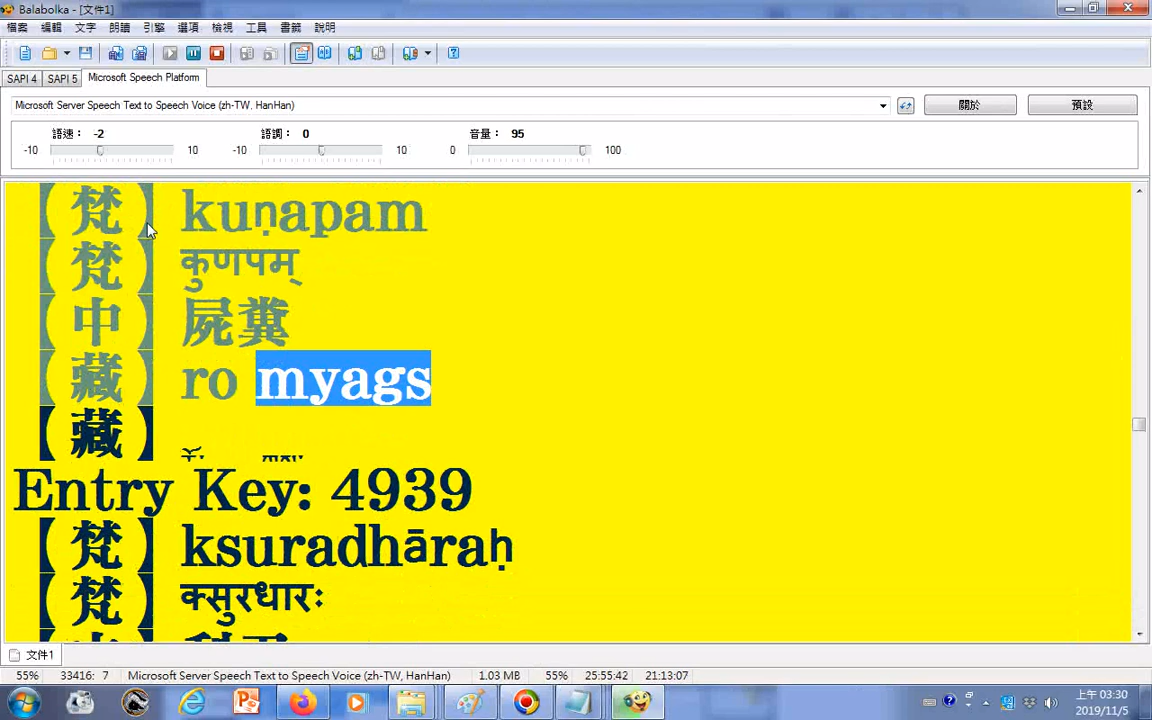 Balabolka - [文件1]
檔案 編輯 文字 朗讀 引擎 選項 檢視 工具 書籤 說明
SAPI 4 SAPI 5 Microsoft Speech Platform
Microsoft Server Speech Text to Speech Voice (zh-TW, HanHan) 關於 預設
語速： -2 語調： 0 音量： 95
-10 10 -10 10 0 100
【梵】 kuṇapam
【梵】 कुणपम्
【中】 屍糞
【藏】 ro myags
【藏】
Entry Key: 4939
【梵】 ksuradhāraḥ
【梵】 क्सुरधारः
文件1
55% 33416: 7 Microsoft Server Speech Text to Speech Voice (zh-TW, HanHan) 1.03 MB 55% 25:55:42 21:13:07
上午 03:30
2019/11/5